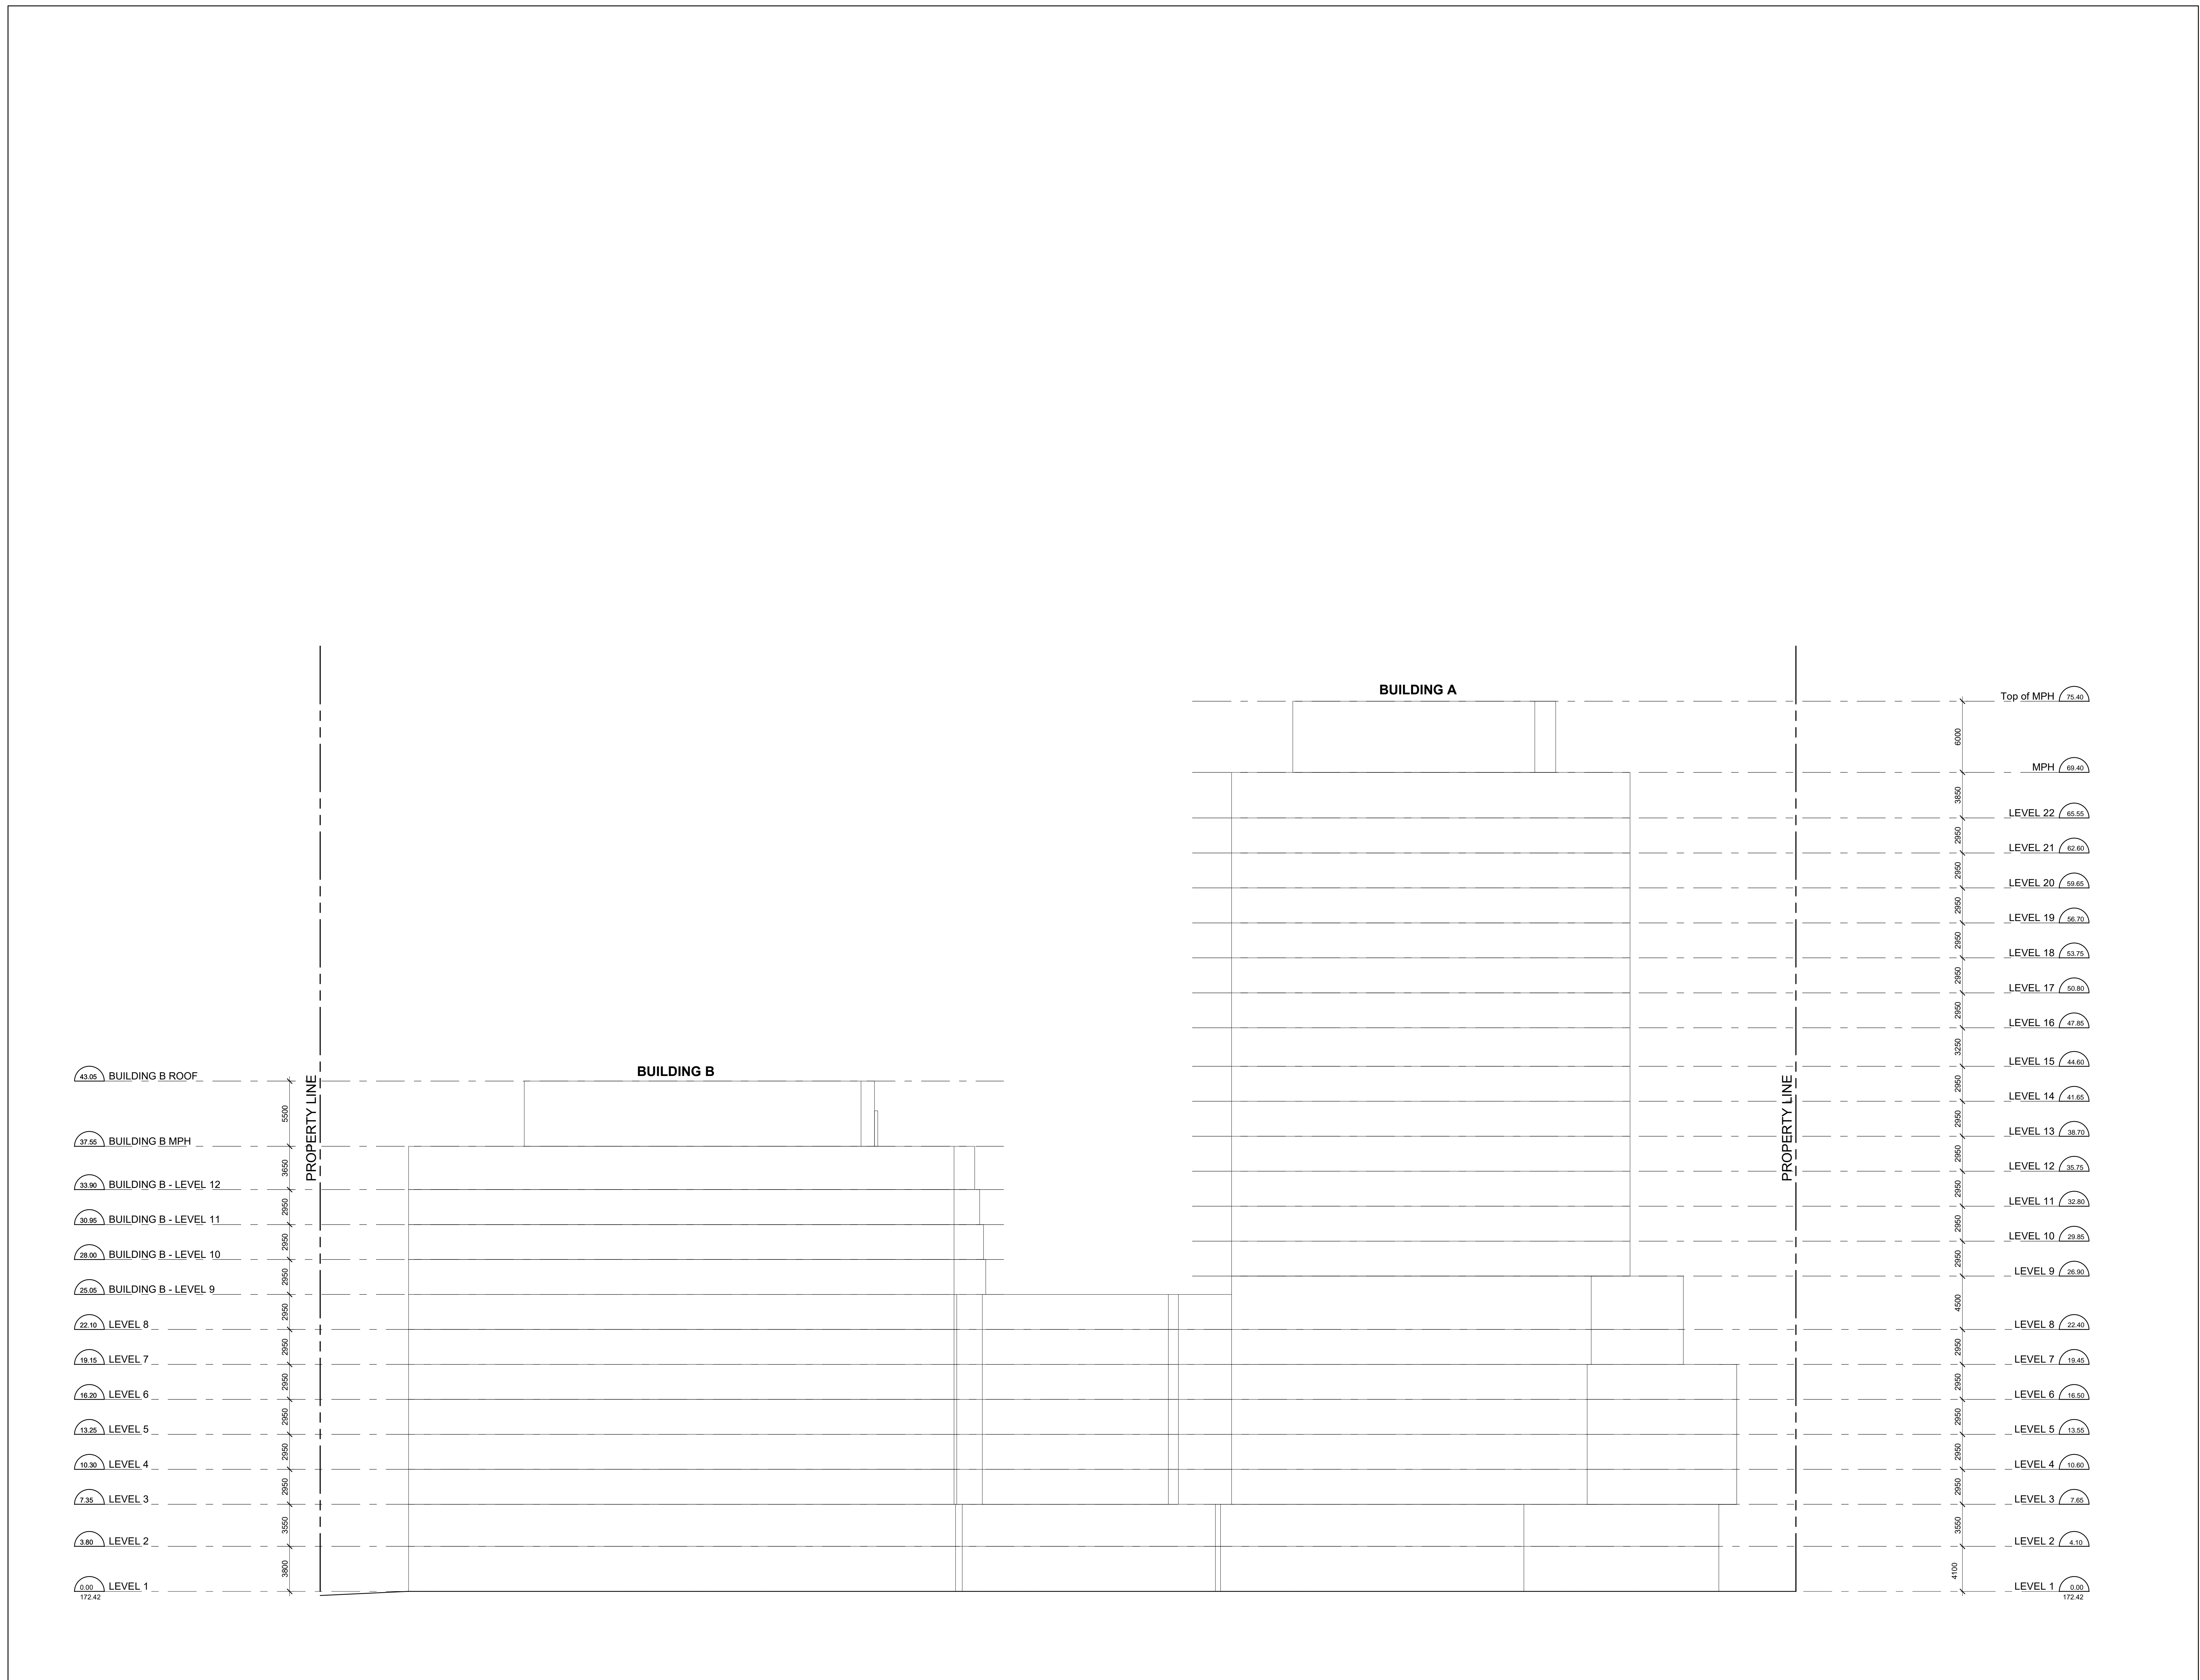 BUILDING A
BUILDING B
PROPERTY LINE
PROPERTY LINE
43.05 BUILDING B ROOF
5500
37.55 BUILDING B MPH
3650
33.90 BUILDING B - LEVEL 12
2950
30.95 BUILDING B - LEVEL 11
2950
28.00 BUILDING B - LEVEL 10
2950
25.05 BUILDING B - LEVEL 9
2950
22.10 LEVEL 8
2950
19.15 LEVEL 7
2950
16.20 LEVEL 6
2950
13.25 LEVEL 5
2950
10.30 LEVEL 4
2950
7.35 LEVEL 3
3550
3.80 LEVEL 2
3800
0.00 LEVEL 1
172.42
Top of MPH 75.40
6000
MPH 69.40
3850
LEVEL 22 65.55
2950
LEVEL 21 62.60
2950
LEVEL 20 59.65
2950
LEVEL 19 56.70
2950
LEVEL 18 53.75
2950
LEVEL 17 50.80
2950
LEVEL 16 47.85
3250
LEVEL 15 44.60
2950
LEVEL 14 41.65
2950
LEVEL 13 38.70
2950
LEVEL 12 35.75
2950
LEVEL 11 32.80
2950
LEVEL 10 29.85
2950
LEVEL 9 26.90
4500
LEVEL 8 22.40
2950
LEVEL 7 19.45
2950
LEVEL 6 16.50
2950
LEVEL 5 13.55
2950
LEVEL 4 10.60
2950
LEVEL 3 7.65
3550
LEVEL 2 4.10
4100
LEVEL 1 0.00
172.42